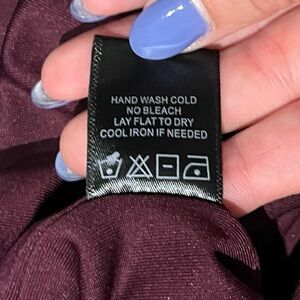 HAND WASH COLD
NO BLEACH
LAY FLAT TO DRY
COOL IRON IF NEEDED